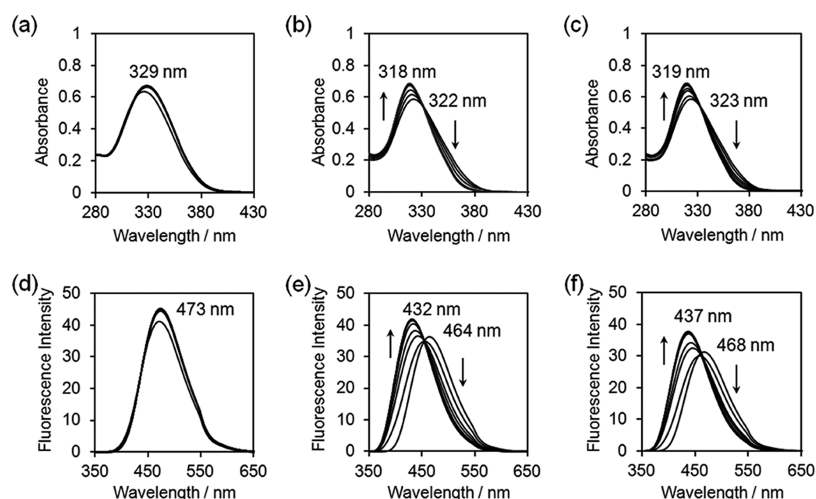 (a)
1
0.8
0.6
0.4
0.2
0
Absorbance
329 nm
280 330 380 430
Wavelength / nm
(b)
1
0.8
0.6
0.4
0.2
0
Absorbance
318 nm
322 nm
280 330 380 430
Wavelength / nm
(c)
1
0.8
0.6
0.4
0.2
0
Absorbance
319 nm
323 nm
280 330 380 430
Wavelength / nm
(d)
50
40
30
20
10
0
Fluorescence Intensity
473 nm
350 450 550 650
Wavelength / nm
(e)
50
40
30
20
10
0
Fluorescence Intensity
432 nm
464 nm
350 450 550 650
Wavelength / nm
(f)
50
40
30
20
10
0
Fluorescence Intensity
437 nm
468 nm
350 450 550 650
Wavelength / nm